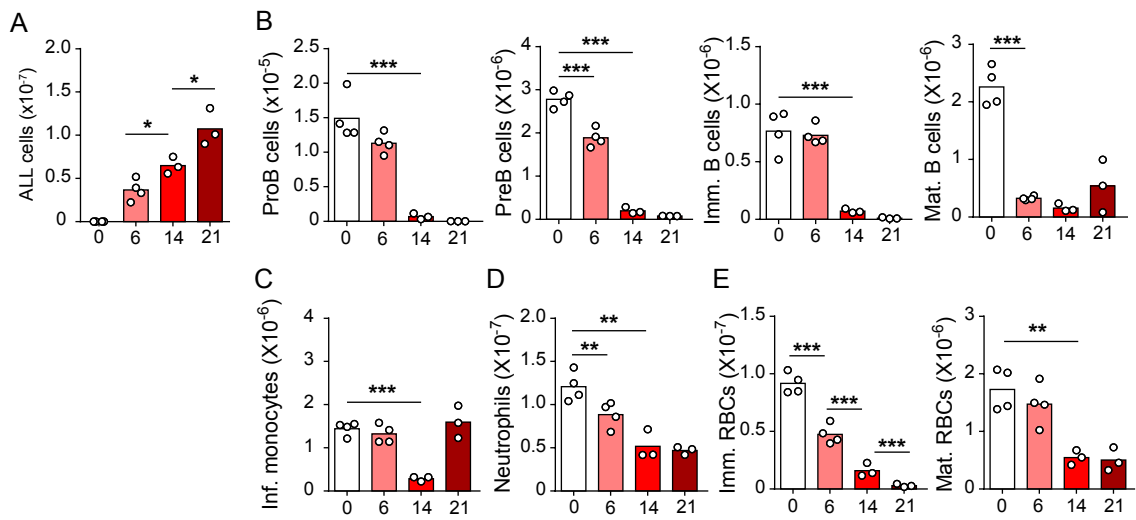 A
ALL cells (x10-7)
2.0
1.5
1.0
0.5
0
*
*
0 6 14 21
B
ProB cells (x10-5)
2.5
2.0
1.5
1.0
0.5
0
***
0 6 14 21
PreB cells (X10-6)
6
4
2
0
***
***
0 6 14 21
Imm. B cells (X10-6)
1.5
1.0
0.5
0
***
0 6 14 21
Mat. B cells (X10-6)
3
2
1
0
***
0 6 14 21
C
Inf. monocytes (X10-6)
4
3
2
1
0
***
0 6 14 21
D
Neutrophils (X10-7)
2.0
1.5
1.0
0.5
0
**
**
0 6 14 21
E
Imm. RBCs (X10-7)
1.5
1.0
0.5
0
***
***
***
0 6 14 21
Mat. RBCs (X10-6)
3
2
1
0
**
0 6 14 21